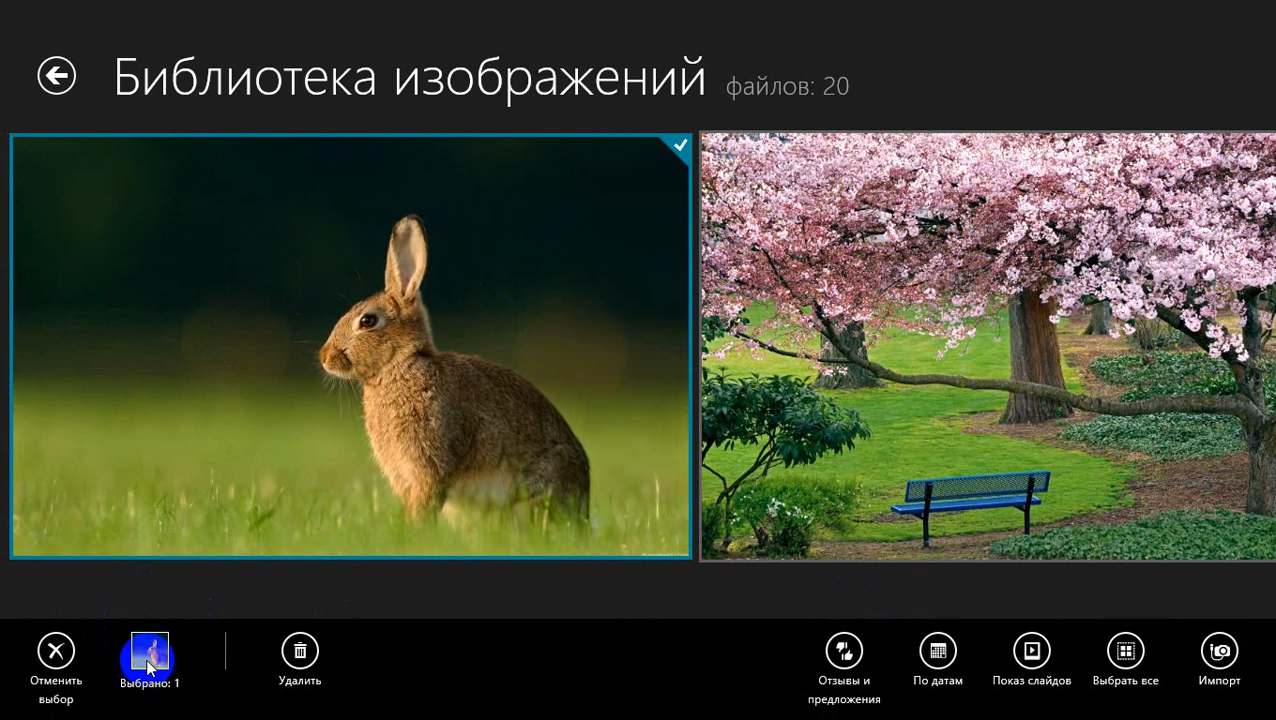 Библиотека изображений файлов: 20
Отменить
выбор
Выбрано: 1
Удалить
Отзывы и
предложения
По датам
Показ слайдов
Выбрать все
Импорт